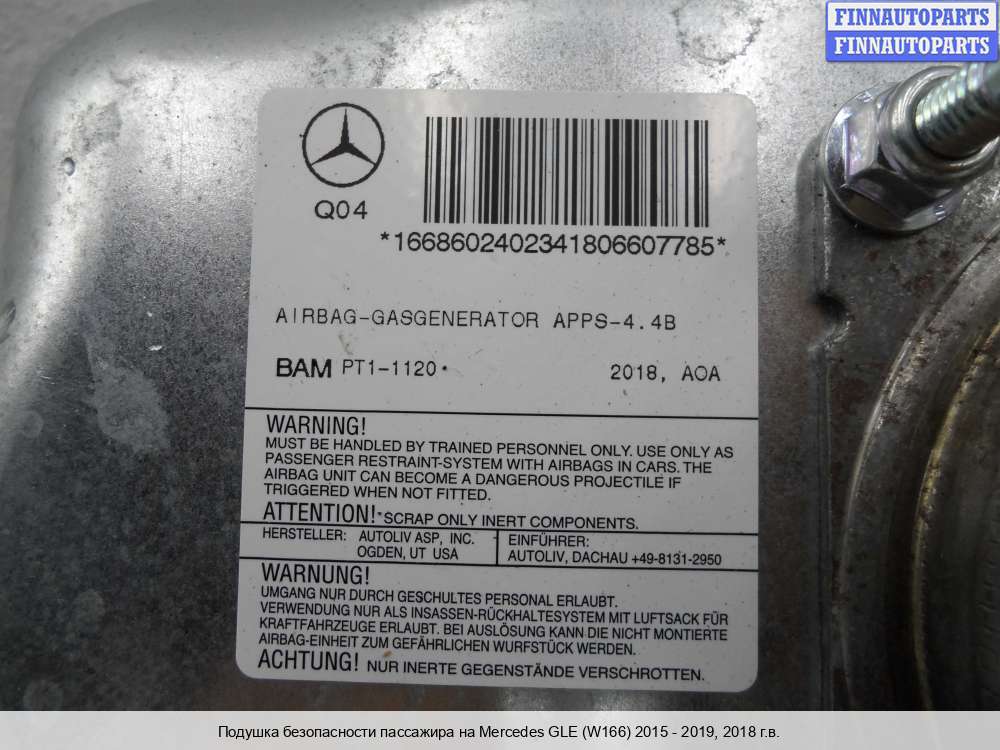 FINNAUTOPARTS
FINNAUTOPARTS
Q04
*1668602402341806607785*
AIRBAG-GASGENERATOR APPS-4.4B
BAM PT1-1120 2018, AOA
WARNING!
MUST BE HANDLED BY TRAINED PERSONNEL ONLY. USE ONLY AS
PASSENGER RESTRAINT-SYSTEM WITH AIRBAGS IN CARS. THE
AIRBAG UNIT CAN BECOME A DANGEROUS PROJECTILE IF
TRIGGERED WHEN NOT FITTED.
ATTENTION! SCRAP ONLY INERT COMPONENTS.
HERSTELLER: AUTOLIV ASP, INC.
OGDEN, UT USA
EINFÜHRER:
AUTOLIV, DACHAU +49-8131-2950
WARNUNG!
UMGANG NUR DURCH GESCHULTES PERSONAL ERLAUBT.
VERWENDUNG NUR ALS INSASSEN-RÜCKHALTESYSTEM MIT LUFTSACK FÜR
KRAFTFAHRZEUGE ERLAUBT. BEI AUSLÖSUNG KANN DIE NICHT MONTIERTE
AIRBAG-EINHEIT ZUM GEFÄHRLICHEN WURFSTÜCK WERDEN.
ACHTUNG! NUR INERTE GEGENSTÄNDE VERSCHROTTEN.
Подушка безопасности пассажира на Mercedes GLE (W166) 2015 - 2019, 2018 г.в.